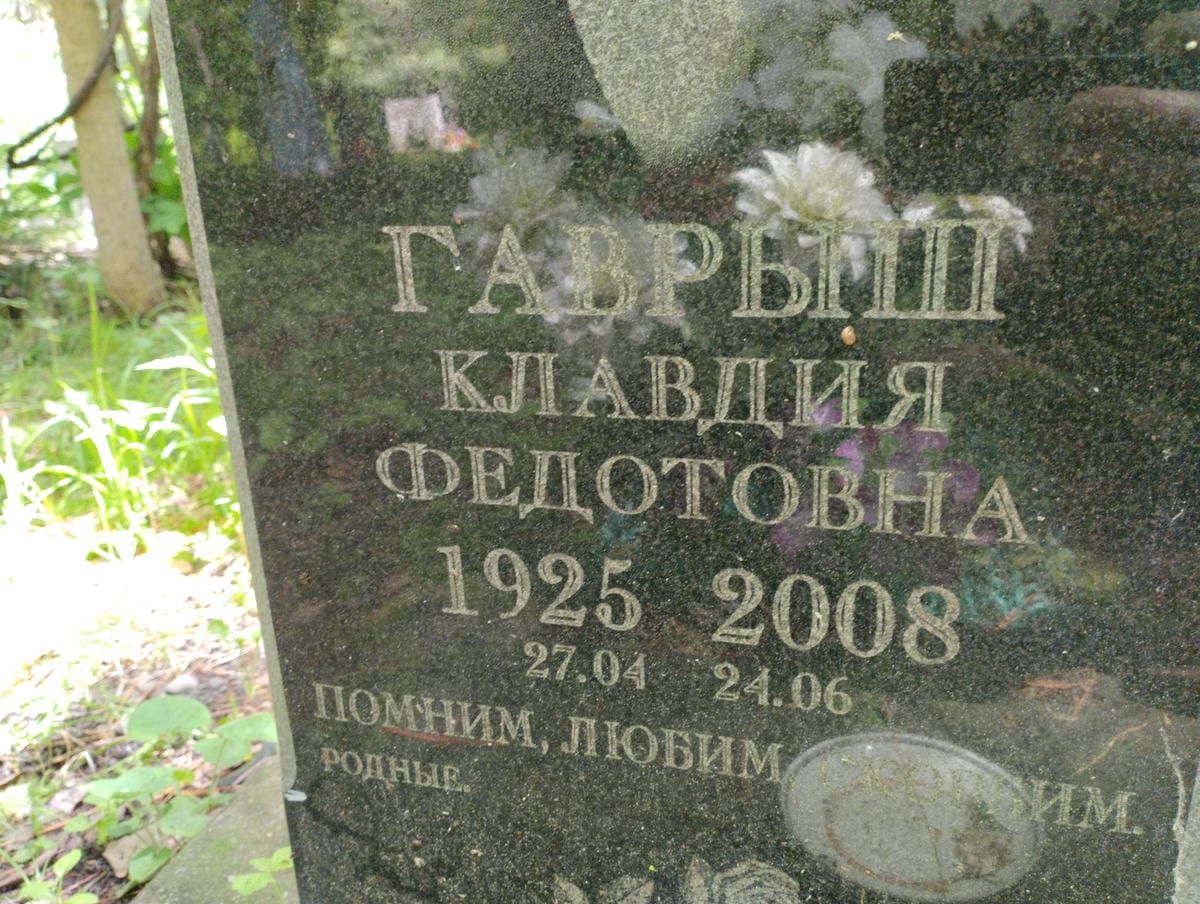 ГАВРЫШ
КЛАВДИЯ
ФЕДОТОВНА
1925 2008
27.04 24.06
ПОМНИМ, ЛЮБИМ
РОДНЫЕ.